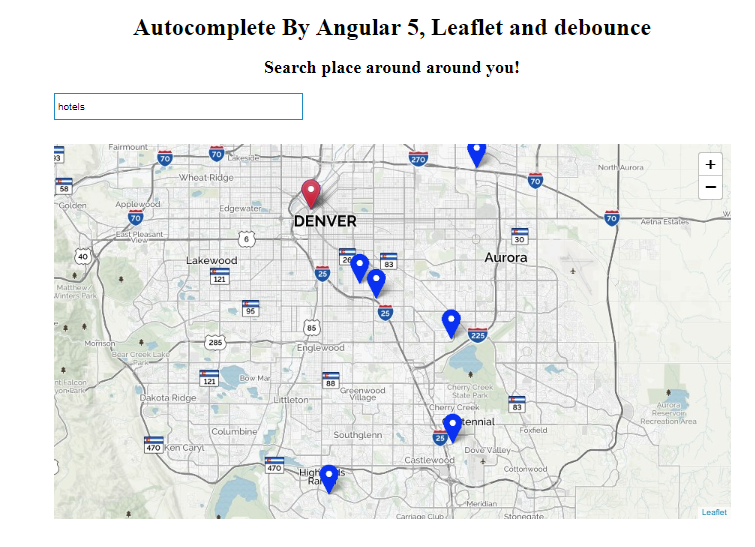 Autocomplete By Angular 5, Leaflet and debounce
Search place around around you!
hotels
Fairmount
70
70
Lakeside
270
North Aurora
+
−
58
Wheat Ridge
70
Golden
Applewood
Edgewater
70
70
DENVER
Aetna Estates
East Pleasant View
6
30
40
Lakewood
83
Aurora
121
25
Matthew Winters Park
95
25
85
225
Morrison
285
Englewood
Bear Creek Lake Park
121
Bow Mar
88
Greenwood Village
Cherry Creek State Park
Dakota Ridge
Littleton
Cherry Creek
83
Aurora Reservoir Recreation Area
Columbine
Southglenn
25
Foxfield
470
Ken Caryl
Dove Valley
470
Castlewood
Cottonwood
Meridian
Carriage Club
Stonegate
Leaflet